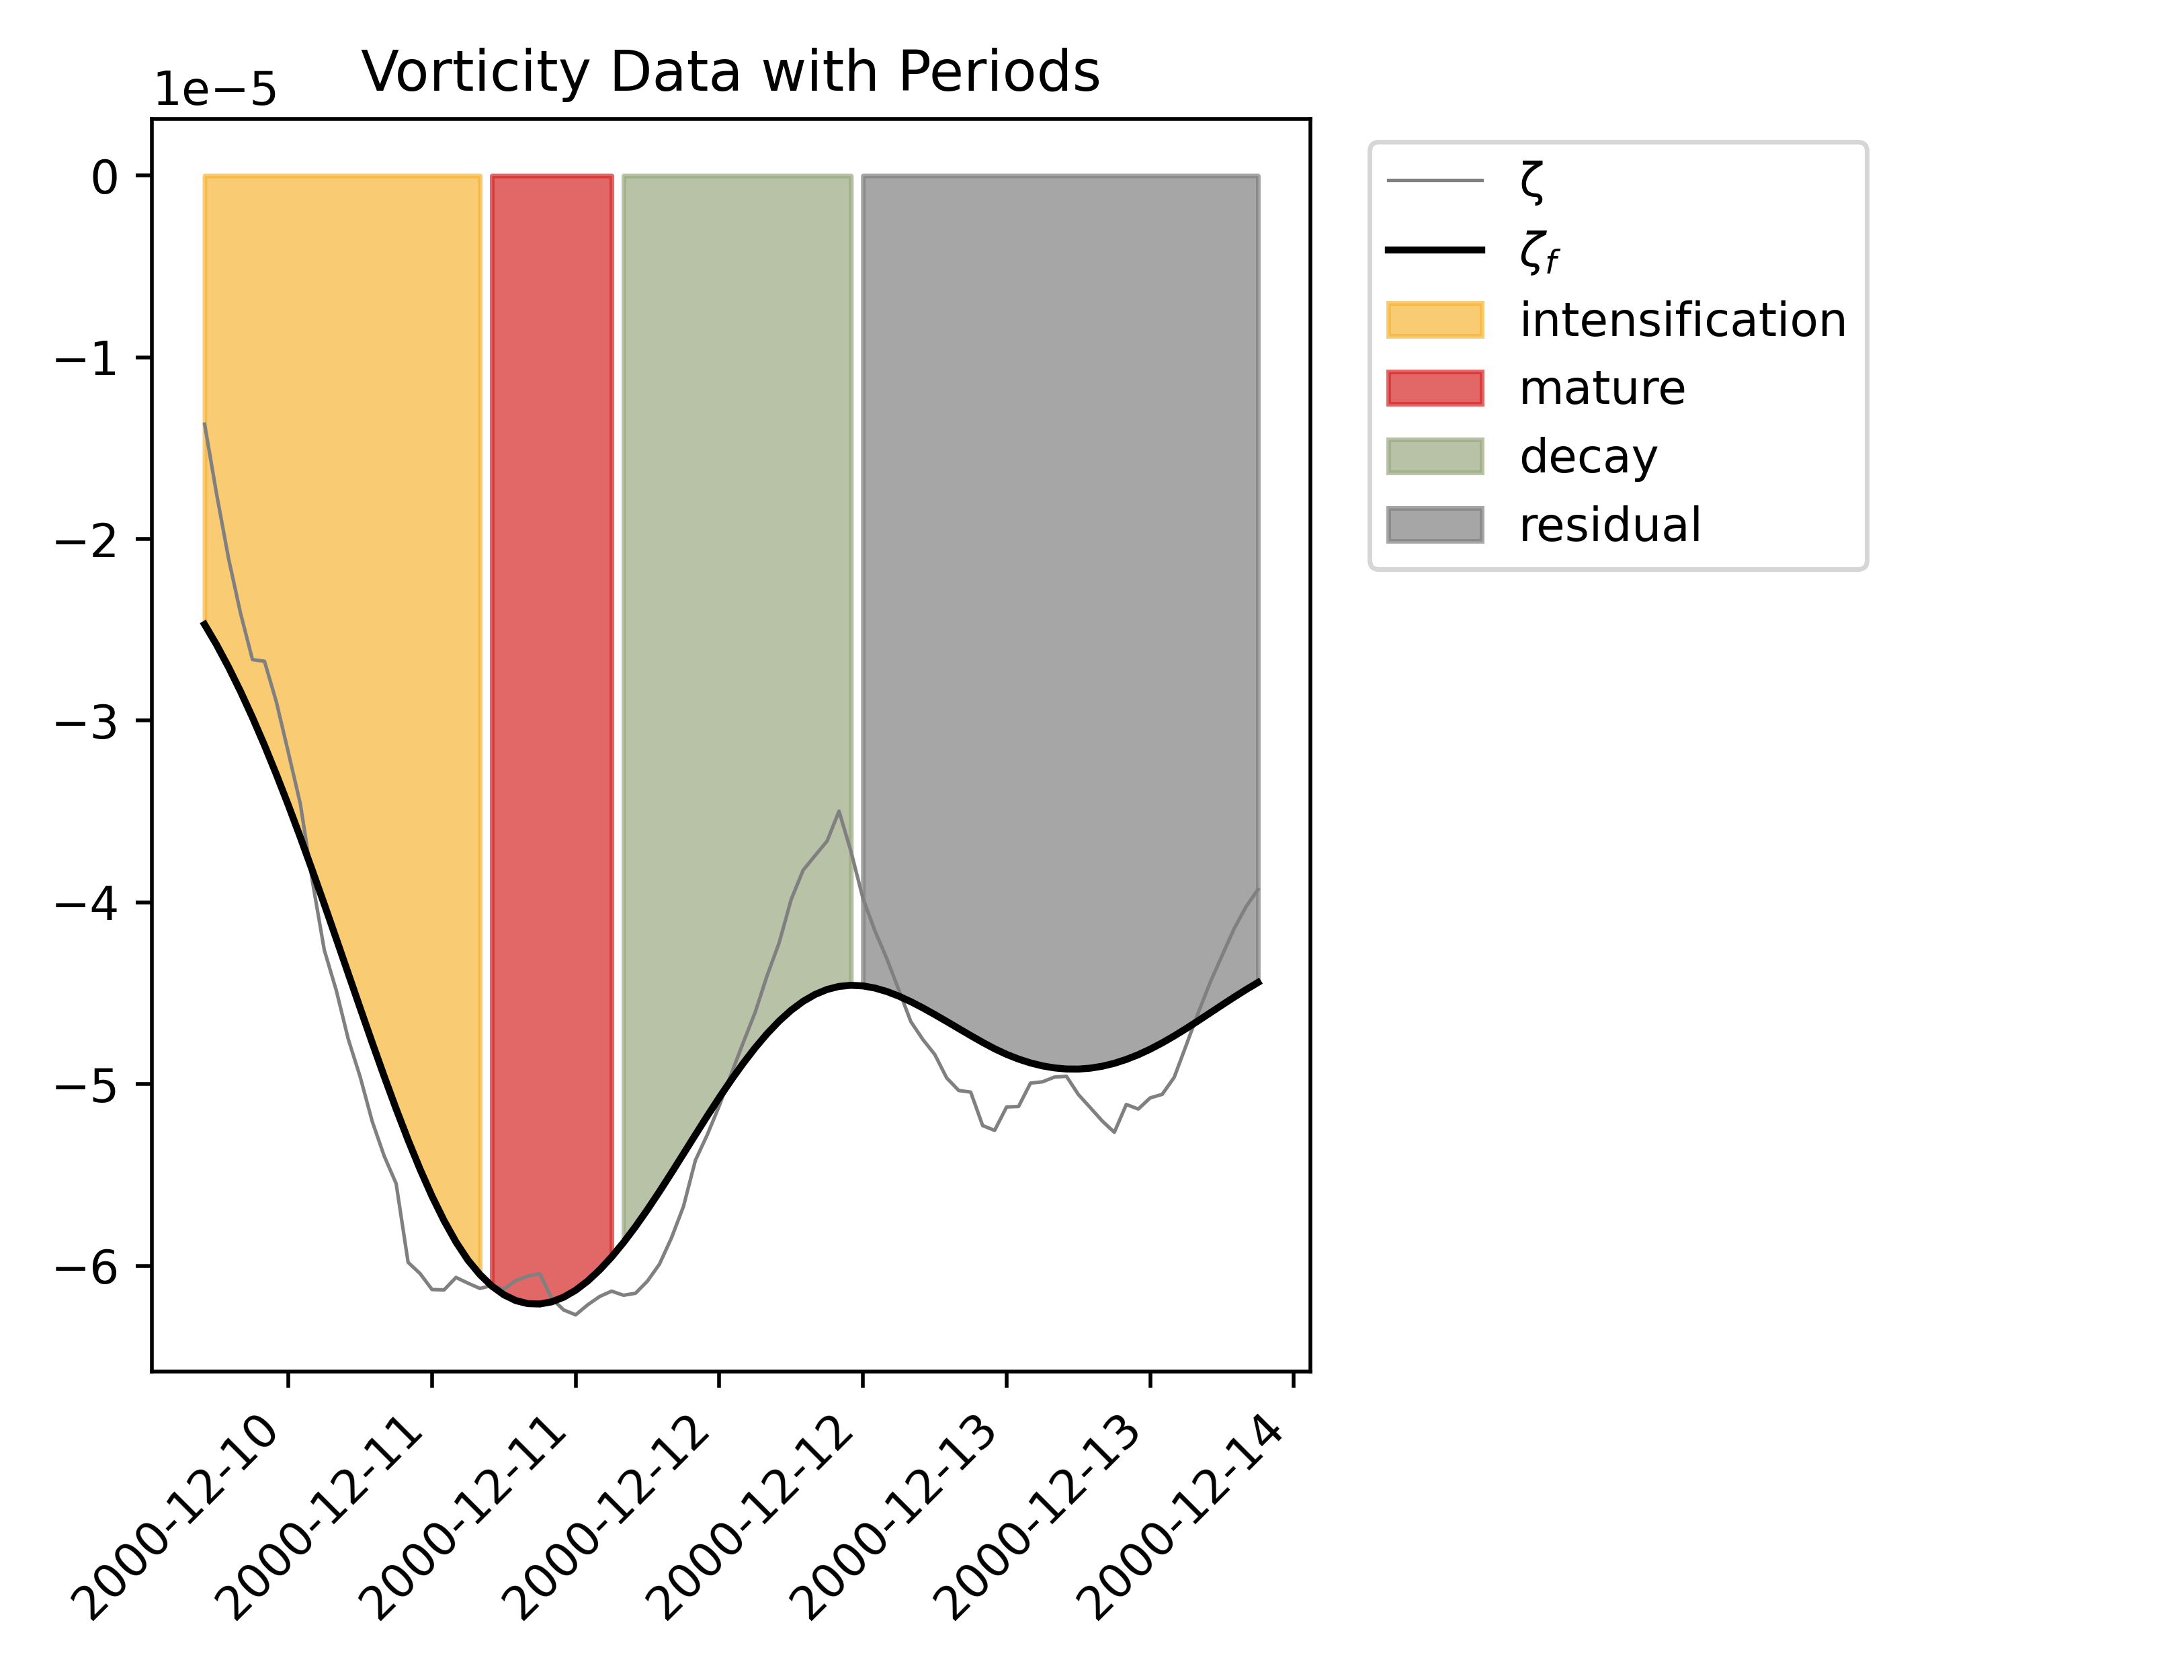 Vorticity Data with Periods
1e−5
0
−1
−2
−3
−4
−5
−6
2000-12-10
2000-12-11
2000-12-11
2000-12-12
2000-12-12
2000-12-13
2000-12-13
2000-12-14
ζ
ζf
intensification
mature
decay
residual